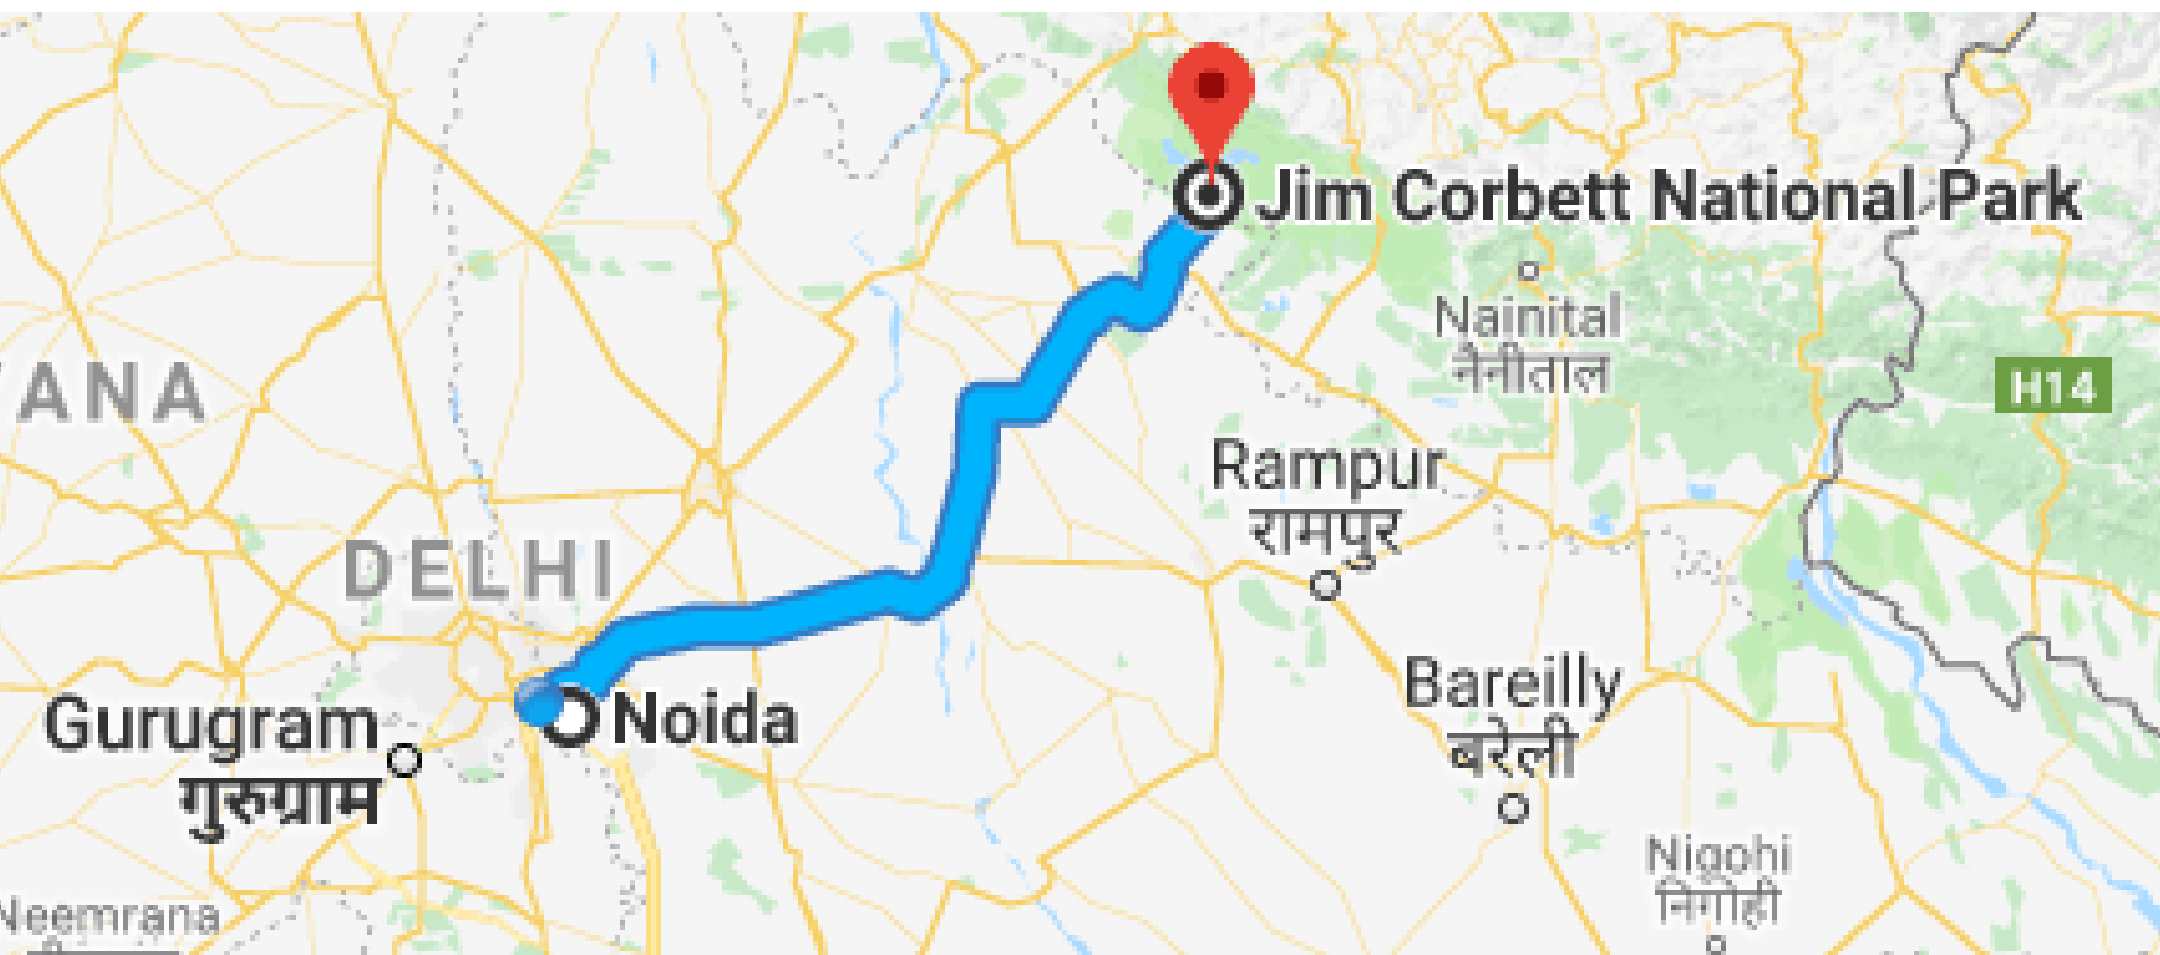 Jim Corbett National Park
Nainital
नैनीताल
ANA
H14
Rampur
रामपुर
DELHI
Bareilly
बरेली
Noida
Gurugram
गुरुग्राम
Nigohi
निगोही
Neemrana